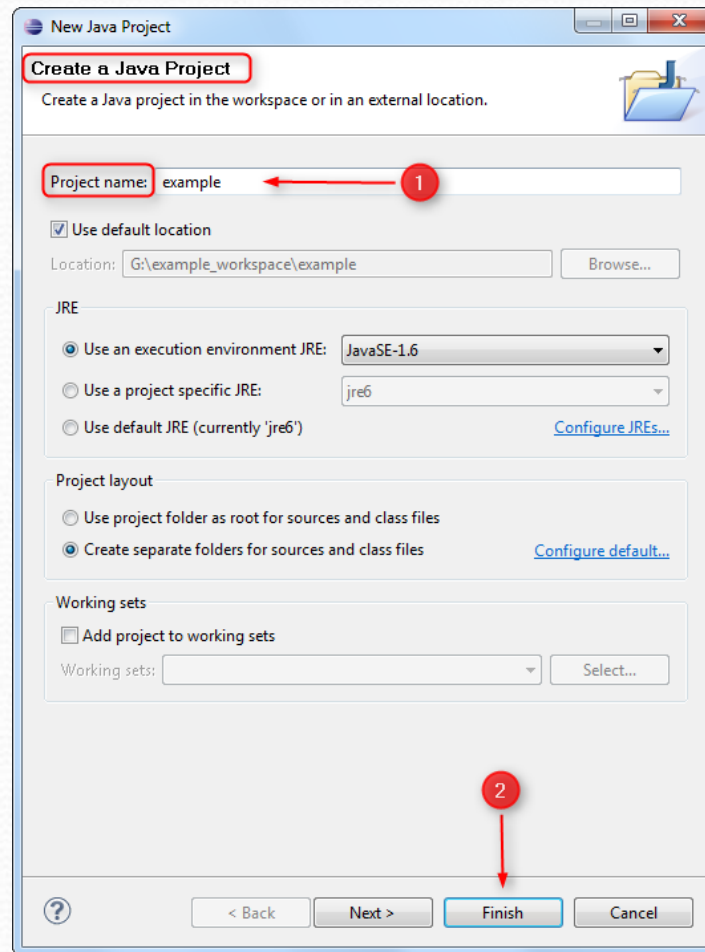 New Java Project
Create a Java Project
Create a Java project in the workspace or in an external location.
Project name: example 1
Use default location
Location: G:\example_workspace\example Browse...
JRE
Use an execution environment JRE: JavaSE-1.6
Use a project specific JRE: jre6
Use default JRE (currently 'jre6') Configure JREs...
Project layout
Use project folder as root for sources and class files
Create separate folders for sources and class files Configure default...
Working sets
Add project to working sets
Working sets: Select...
2
? < Back Next > Finish Cancel